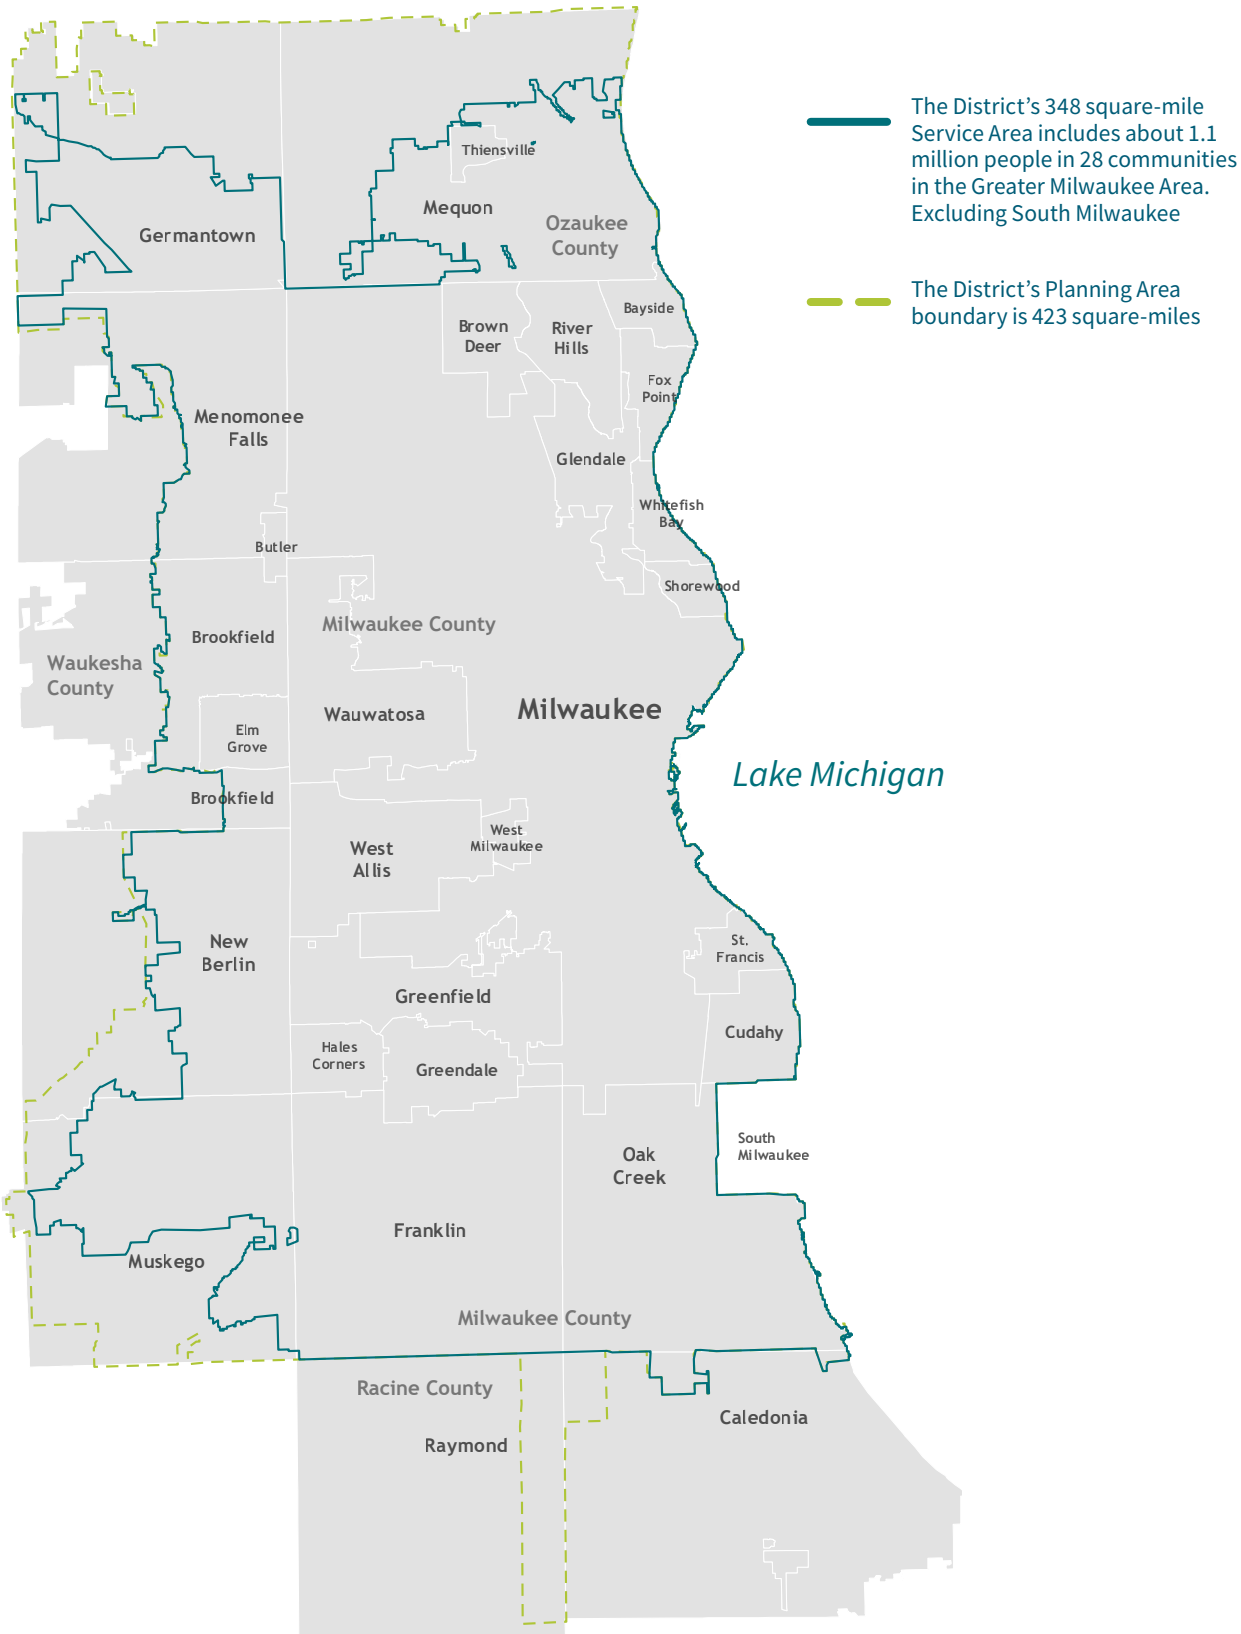 The District’s 348 square-mile
Service Area includes about 1.1
million people in 28 communities
in the Greater Milwaukee Area.
Excluding South Milwaukee
The District’s Planning Area
boundary is 423 square-miles
Thiensville
Mequon
Ozaukee
County
Germantown
Bayside
Brown
Deer
River
Hills
Fox
Point
Menomonee
Falls
Glendale
Whitefish
Bay
Butler
Shorewood
Milwaukee County
Brookfield
Waukesha
County
Milwaukee
Wauwatosa
Elm
Grove
Lake Michigan
Brookfield
West
Allis
West
Milwaukee
New
Berlin
St.
Francis
Greenfield
Cudahy
Hales
Corners
Greendale
South
Milwaukee
Oak
Creek
Franklin
Muskego
Milwaukee County
Racine County
Caledonia
Raymond